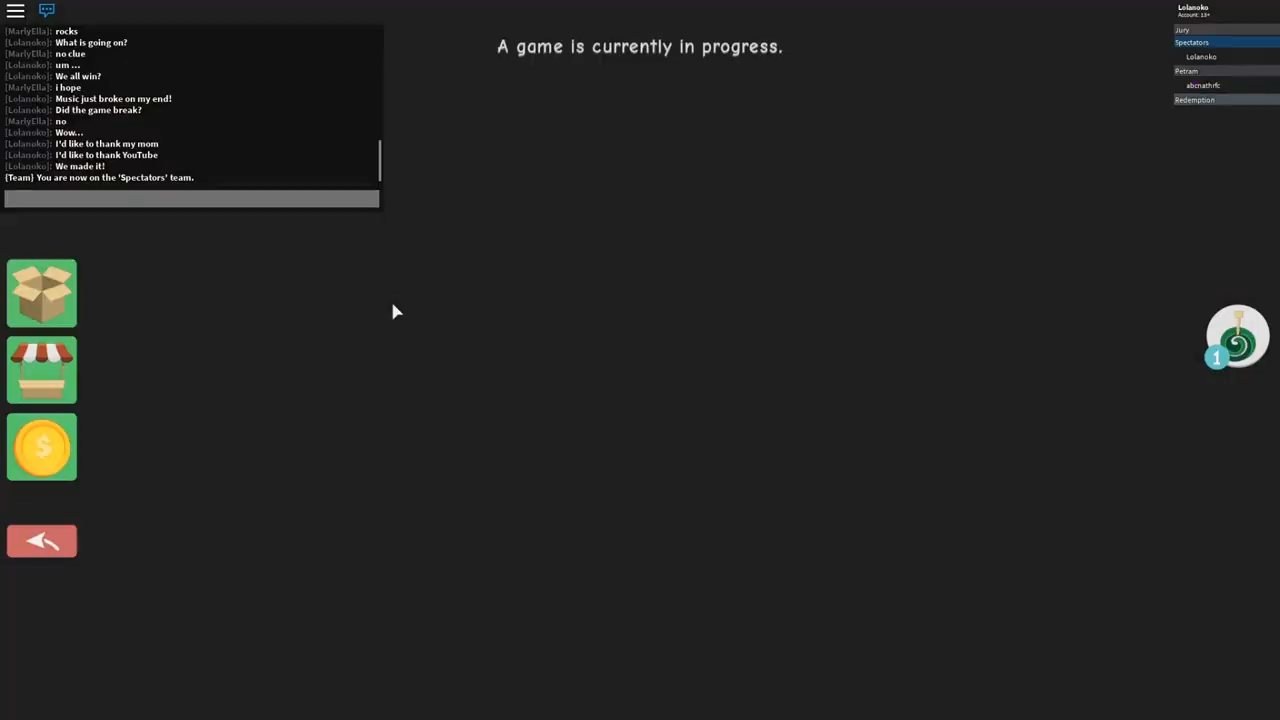 [MarlyElla]: rocks
[Lolanoko]: What is going on?
[MarlyElla]: no clue
[Lolanoko]: um ...
[Lolanoko]: We all win?
[MarlyElla]: i hope
[Lolanoko]: Music just broke on my end!
[Lolanoko]: Did the game break?
[MarlyElla]: no
[Lolanoko]: Wow...
[Lolanoko]: I'd like to thank my mom
[Lolanoko]: I'd like to thank YouTube
[Lolanoko]: We made it!
{Team} You are now on the 'Spectators' team.
A game is currently in progress.
Lolanoko
Account: 13+
Jury
Spectators
Lolanoko
Petram
abcnathrfc
Redemption
$
1